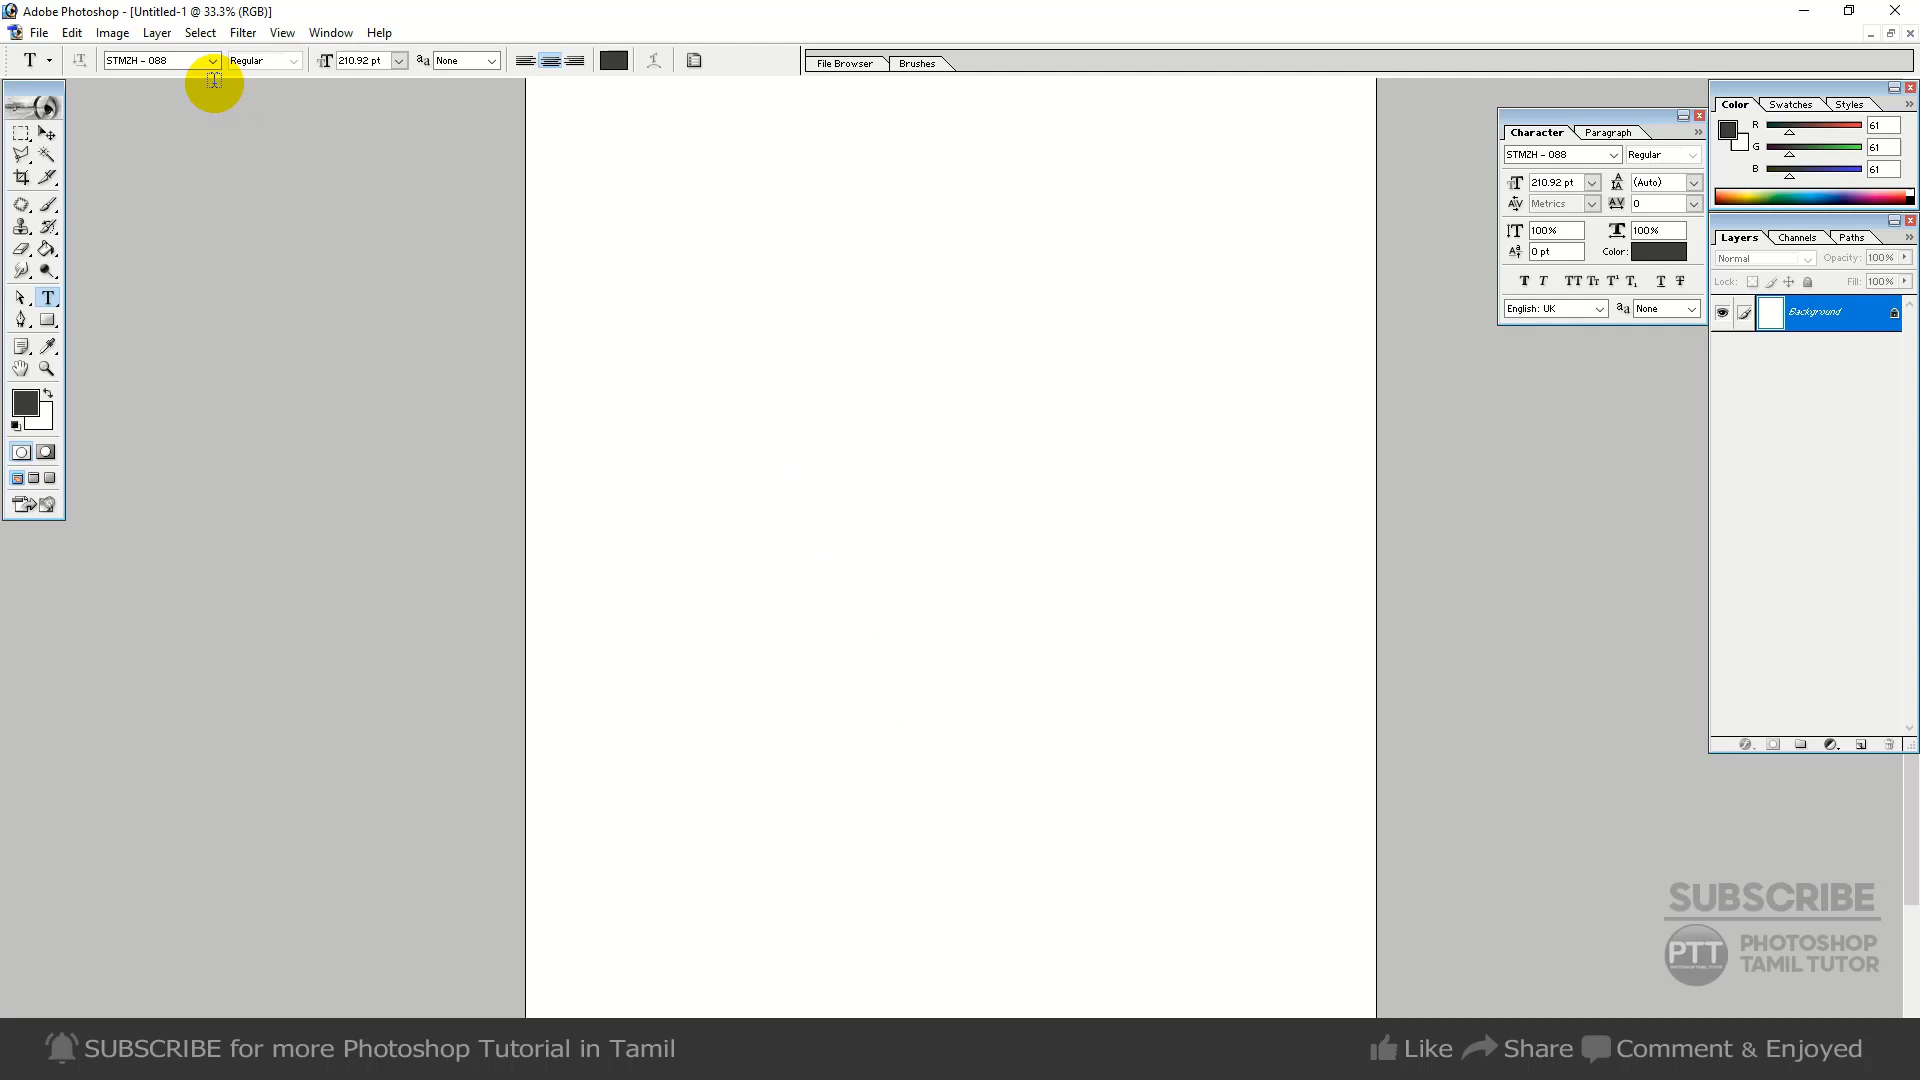 Adobe Photoshop - [Untitled-1 @ 33.3% (RGB)]
File Edit Image Layer Select Filter View Window Help
T STMZH - 088 Regular 210.92 pt None File Browser Brushes
Color Swatches Styles
R 61
G 61
B 61
Character Paragraph
STMZH - 088 Regular
210.92 pt (Auto)
Metrics 0
100% 100%
0 pt Color:
English: UK None
Layers Channels Paths
Normal Opacity: 100%
Lock: Fill: 100%
Background
SUBSCRIBE
PTT PHOTOSHOP
TAMIL TUTOR
SUBSCRIBE for more Photoshop Tutorial in Tamil Like Share Comment & Enjoyed